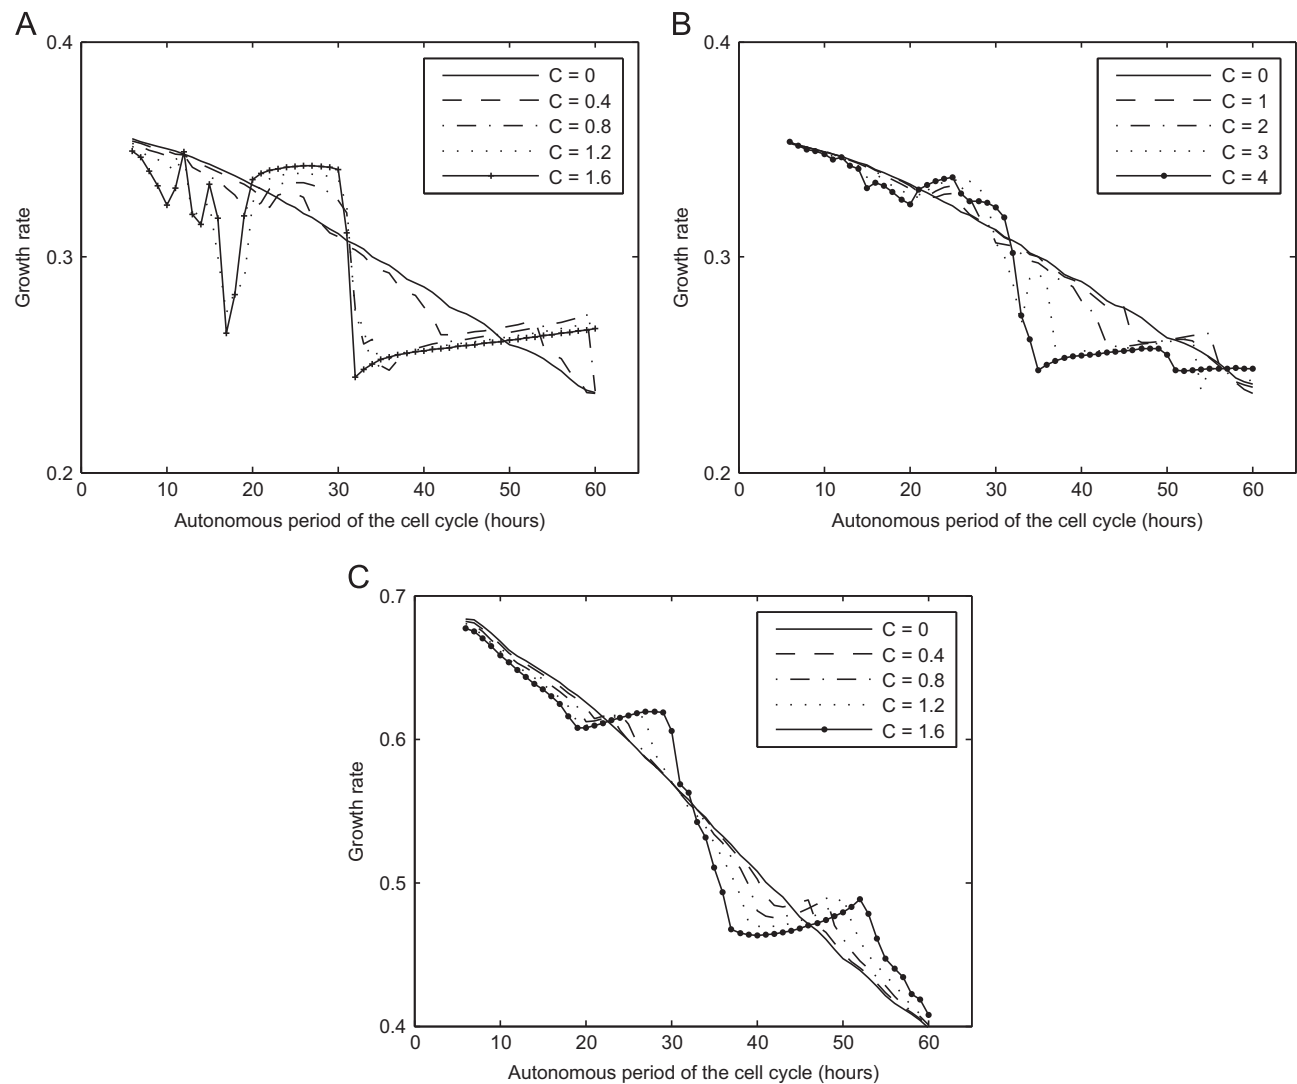 A
0.4
C = 0
C = 0.4
C = 0.8
C = 1.2
C = 1.6
0.3
0.2
Growth rate
0 10 20 30 40 50 60
Autonomous period of the cell cycle (hours)
B
0.4
C = 0
C = 1
C = 2
C = 3
C = 4
0.3
0.2
Growth rate
0 10 20 30 40 50 60
Autonomous period of the cell cycle (hours)
C
0.7
C = 0
C = 0.4
C = 0.8
C = 1.2
C = 1.6
0.6
0.5
0.4
Growth rate
0 10 20 30 40 50 60
Autonomous period of the cell cycle (hours)